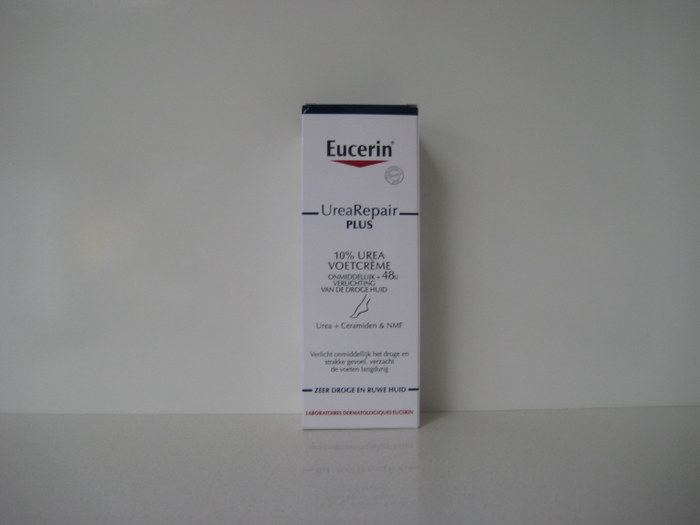 Eucerin®
UreaRepair
PLUS
10% UREA
VOETCRÈME
ONMIDDELLIJK + 48u
VERLICHTING
VAN DE DROGE HUID
Urea + Ceramiden & NMF
Verlicht onmiddellijk het droge en
strakke gevoel, verzacht
de voeten langdurig
ZEER DROGE EN RUWE HUID
LABORATOIRES DERMATOLOGIQUES EUCERIN